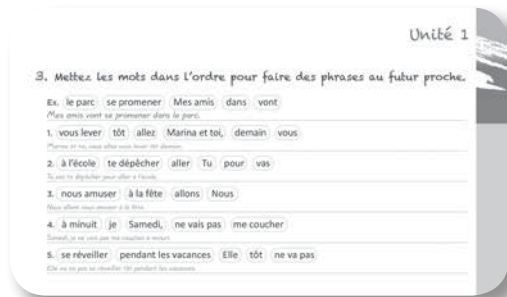 Unité 1
3. Mettez les mots dans l'ordre pour faire des phrases au futur proche.
Ex. le parc se promener Mes amis dans vont
Mes amis vont se promener dans le parc.
1. vous lever tôt allez Marina et toi, demain vous
Marina et toi, vous allez vous lever tôt demain.
2. à l'école te dépêcher aller Tu pour vas
Tu vas te dépêcher pour aller à l'école.
3. nous amuser à la fête allons Nous
Nous allons nous amuser à la fête.
4. à minuit je Samedi, ne vais pas me coucher
Samedi, je ne vais pas me coucher à minuit.
5. se réveiller pendant les vacances Elle tôt ne va pas
Elle ne va pas se réveiller tôt pendant les vacances.